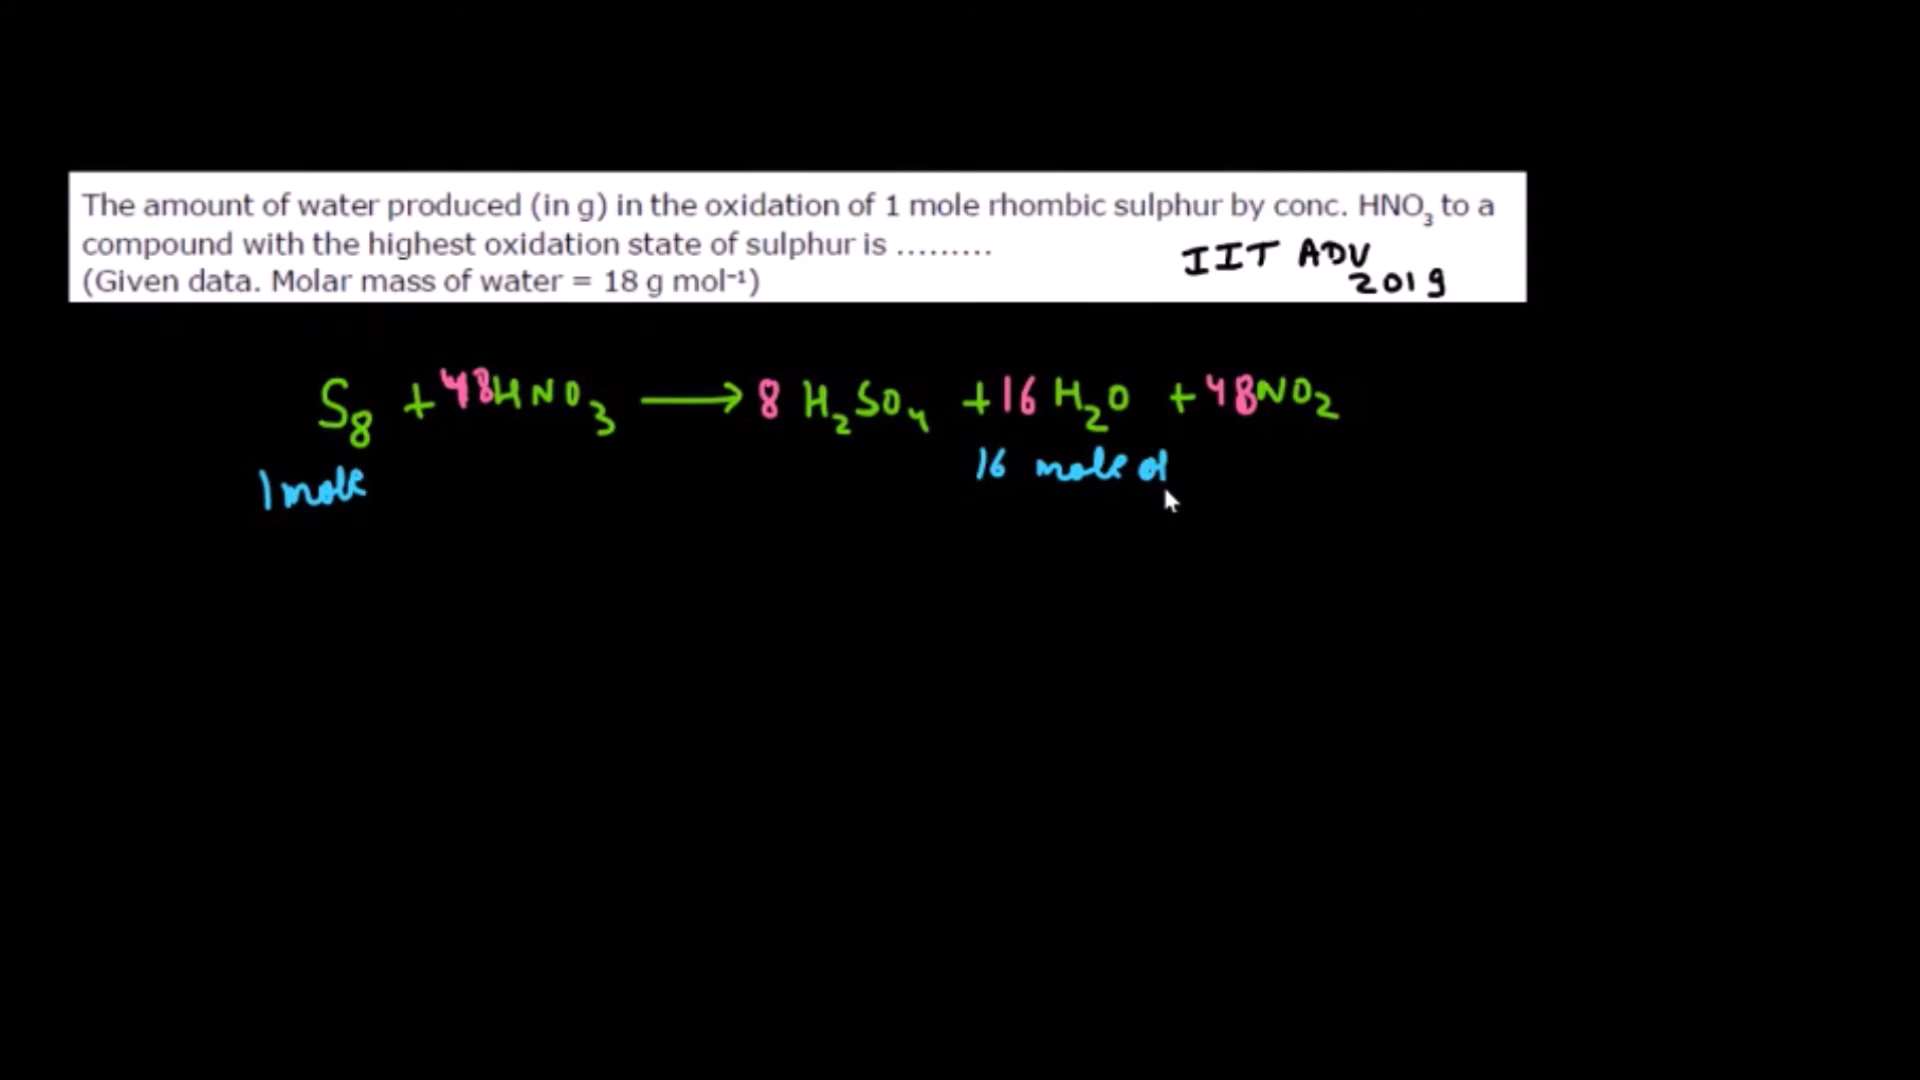 The amount of water produced (in g) in the oxidation of 1 mole rhombic sulphur by conc. HNO₃ to a
compound with the highest oxidation state of sulphur is .........
(Given data. Molar mass of water = 18 g mol⁻¹)
IIT ADV
2019
S₈ + 48HNO₃ ⟶ 8 H₂SO₄ + 16 H₂O + 48NO₂
1 mole
16 mole of